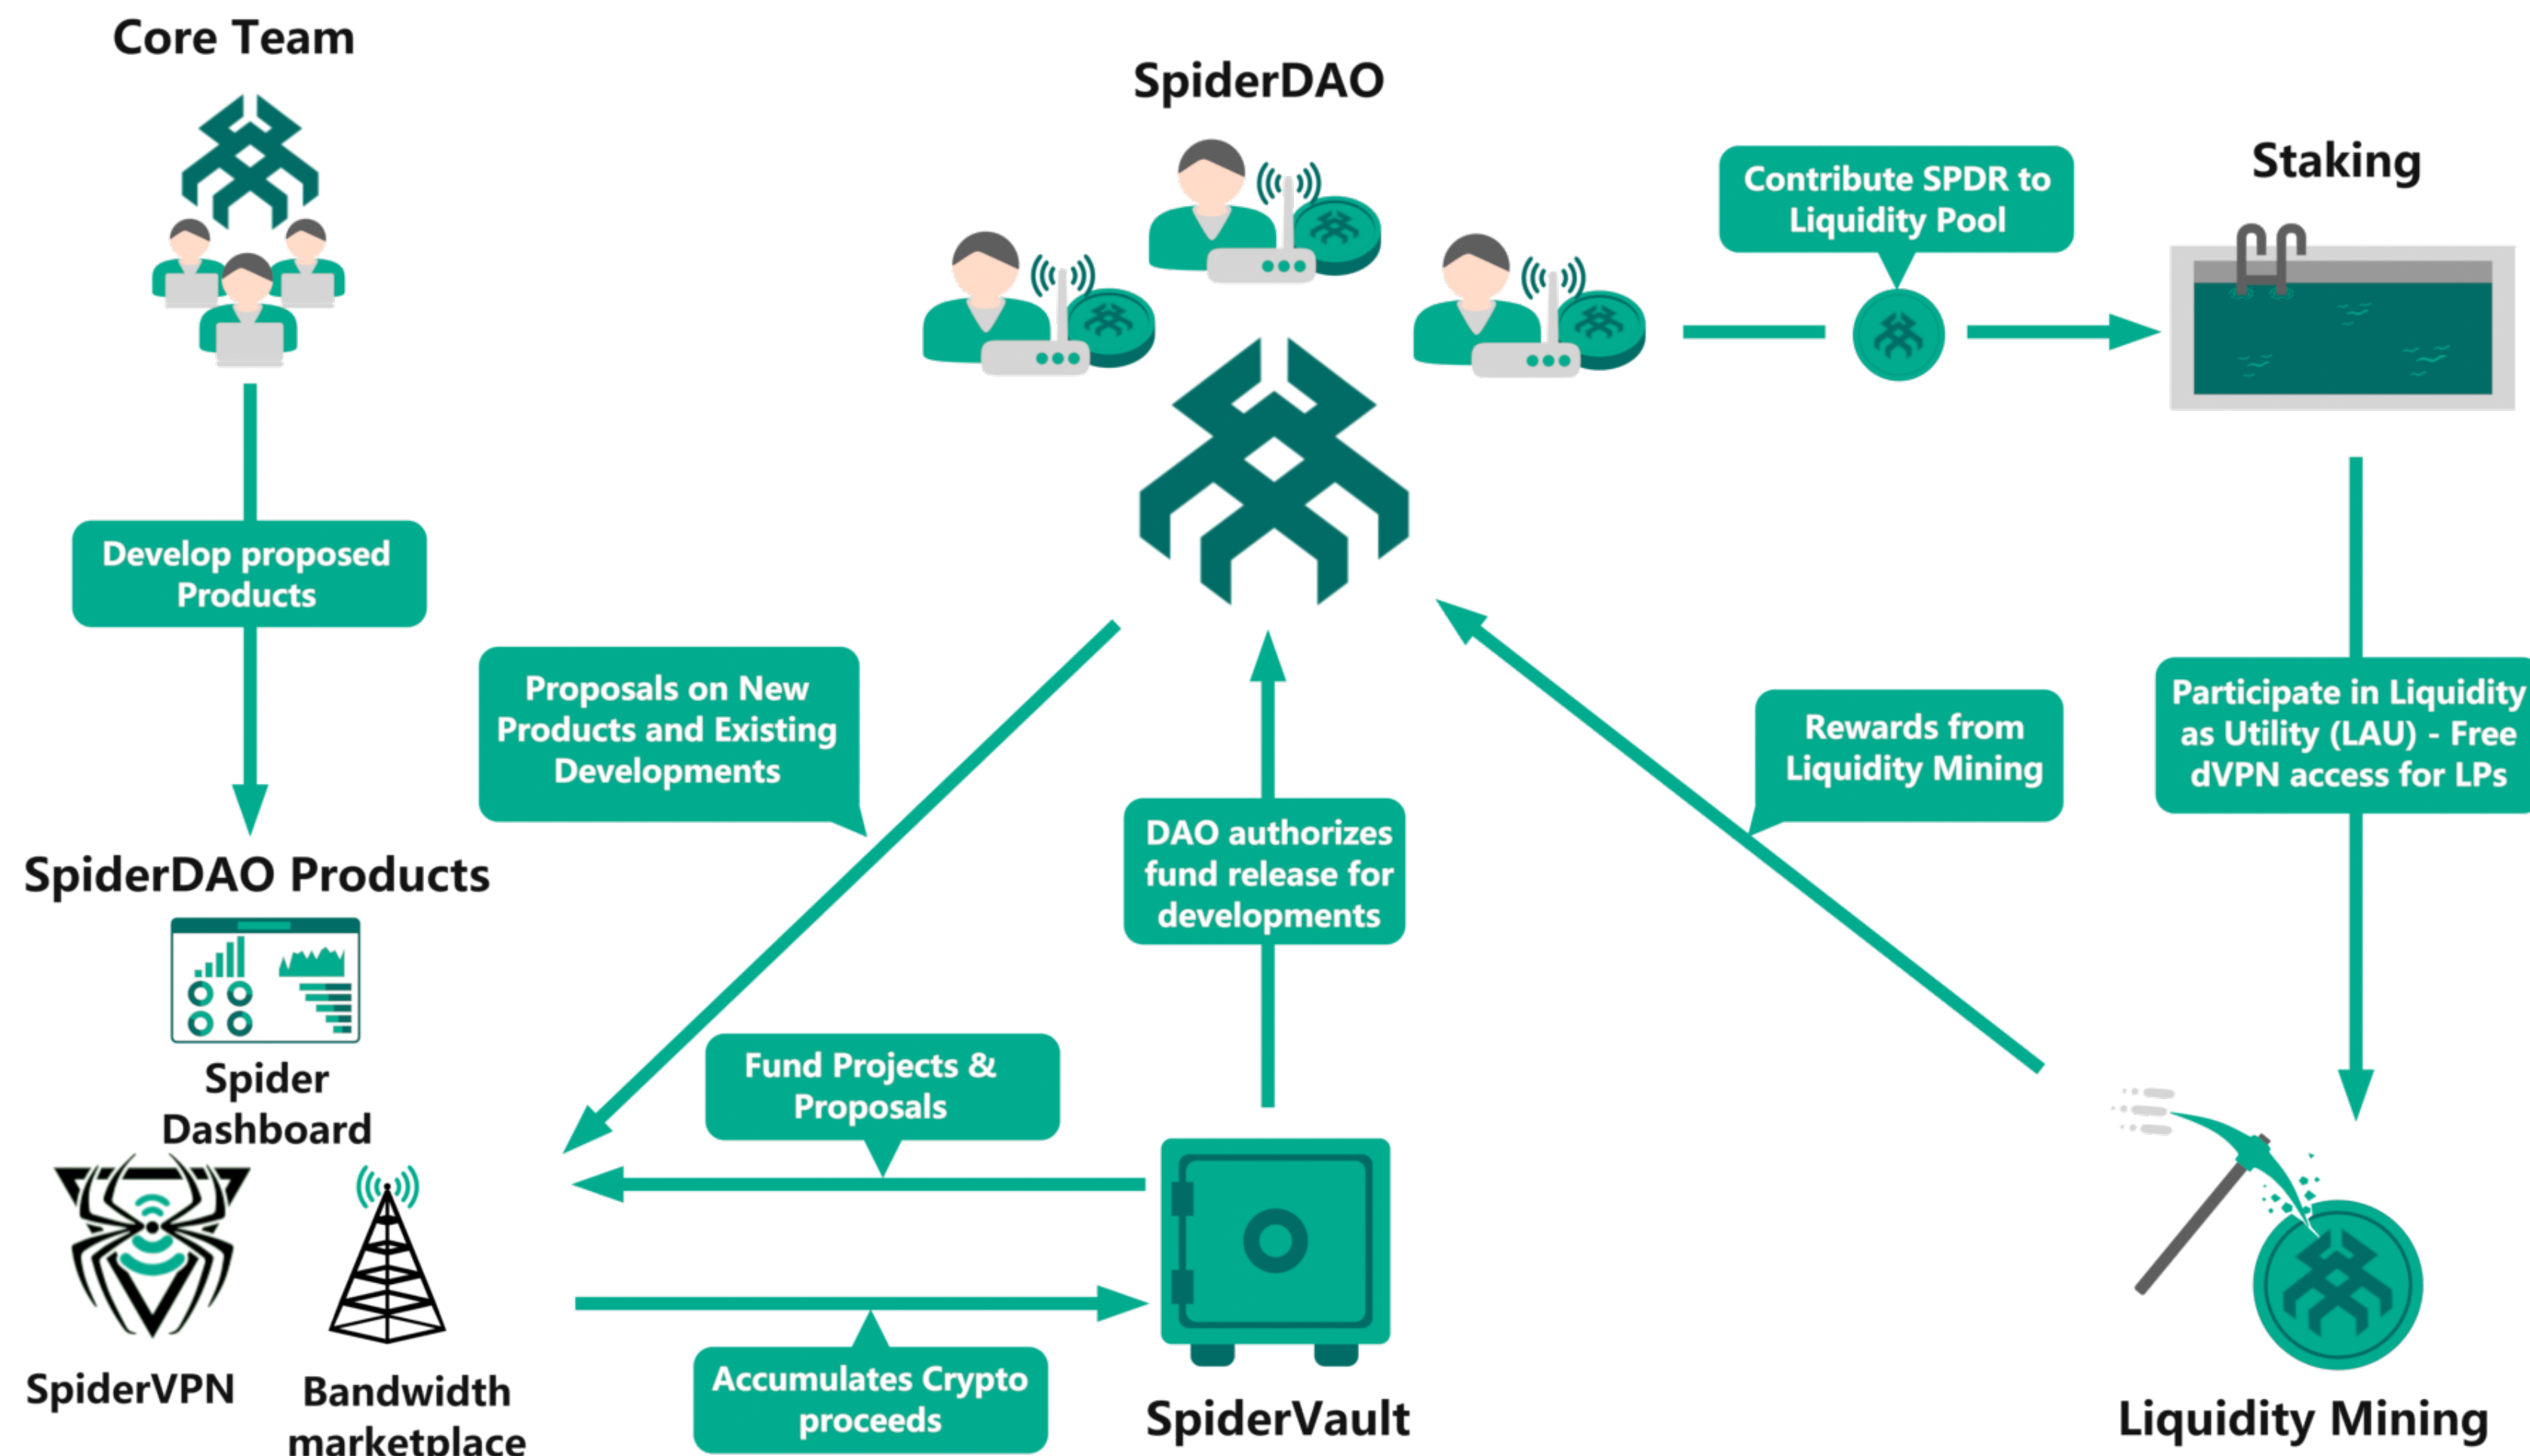 Core Team
SpiderDAO
Contribute SPDR to
Liquidity Pool
Staking
Develop proposed
Products
Proposals on New
Products and Existing
Developments
Rewards from
Liquidity Mining
Participate in Liquidity
as Utility (LAU) - Free
dVPN access for LPs
DAO authorizes
fund release for
developments
SpiderDAO Products
Spider
Dashboard
Fund Projects &
Proposals
SpiderVPN
Bandwidth
marketplace
Accumulates Crypto
proceeds
SpiderVault
Liquidity Mining